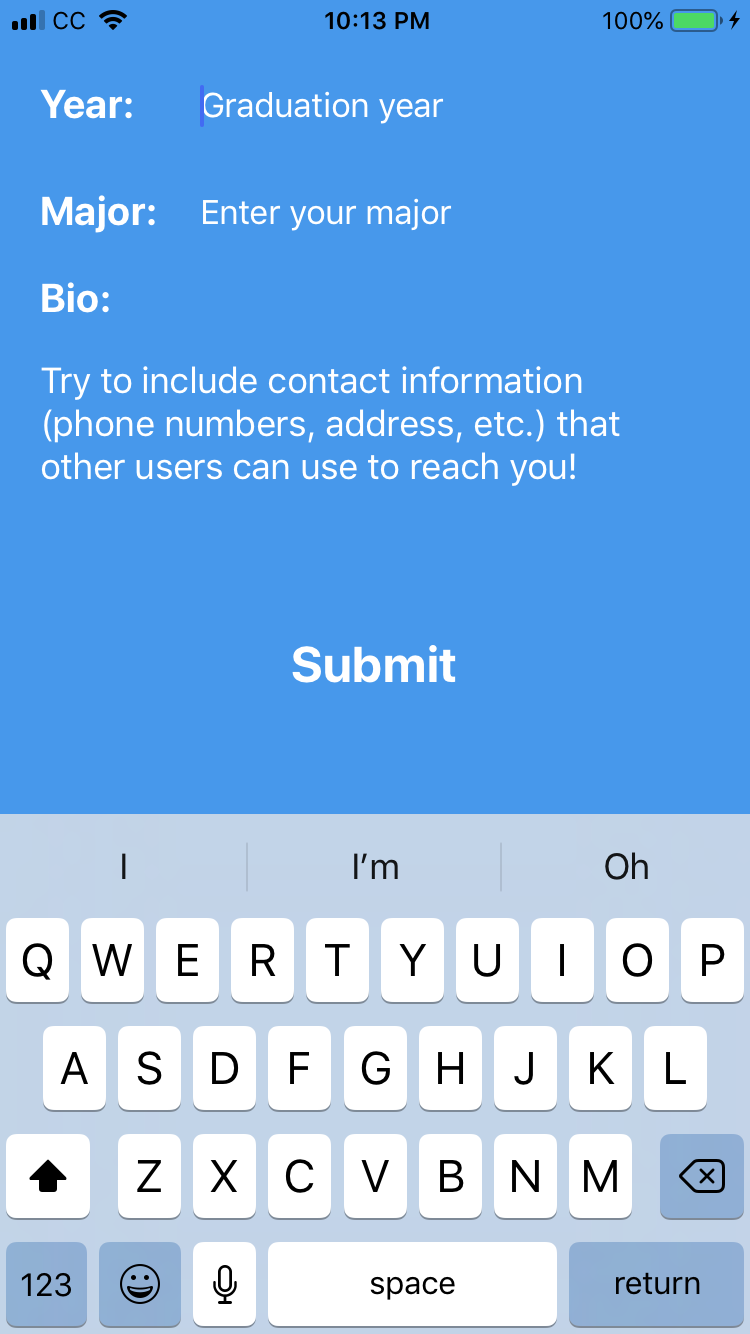 CC 10:13 PM 100%
Year: Graduation year
Major: Enter your major
Bio:
Try to include contact information
(phone numbers, address, etc.) that
other users can use to reach you!
Submit
I I’m Oh
Q W E R T Y U I O P
A S D F G H J K L
Z X C V B N M
123 space return